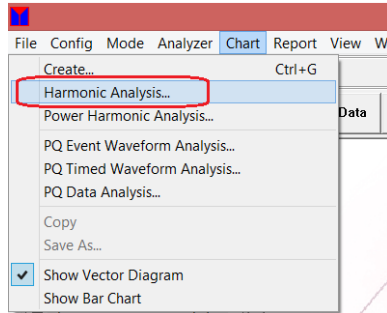 File Config Mode Analyzer Chart Report View W
Create... Ctrl+G
Harmonic Analysis...
Data
Power Harmonic Analysis...
PQ Event Waveform Analysis...
PQ Timed Waveform Analysis...
PQ Data Analysis...
Copy
Save As...
Show Vector Diagram
Show Bar Chart